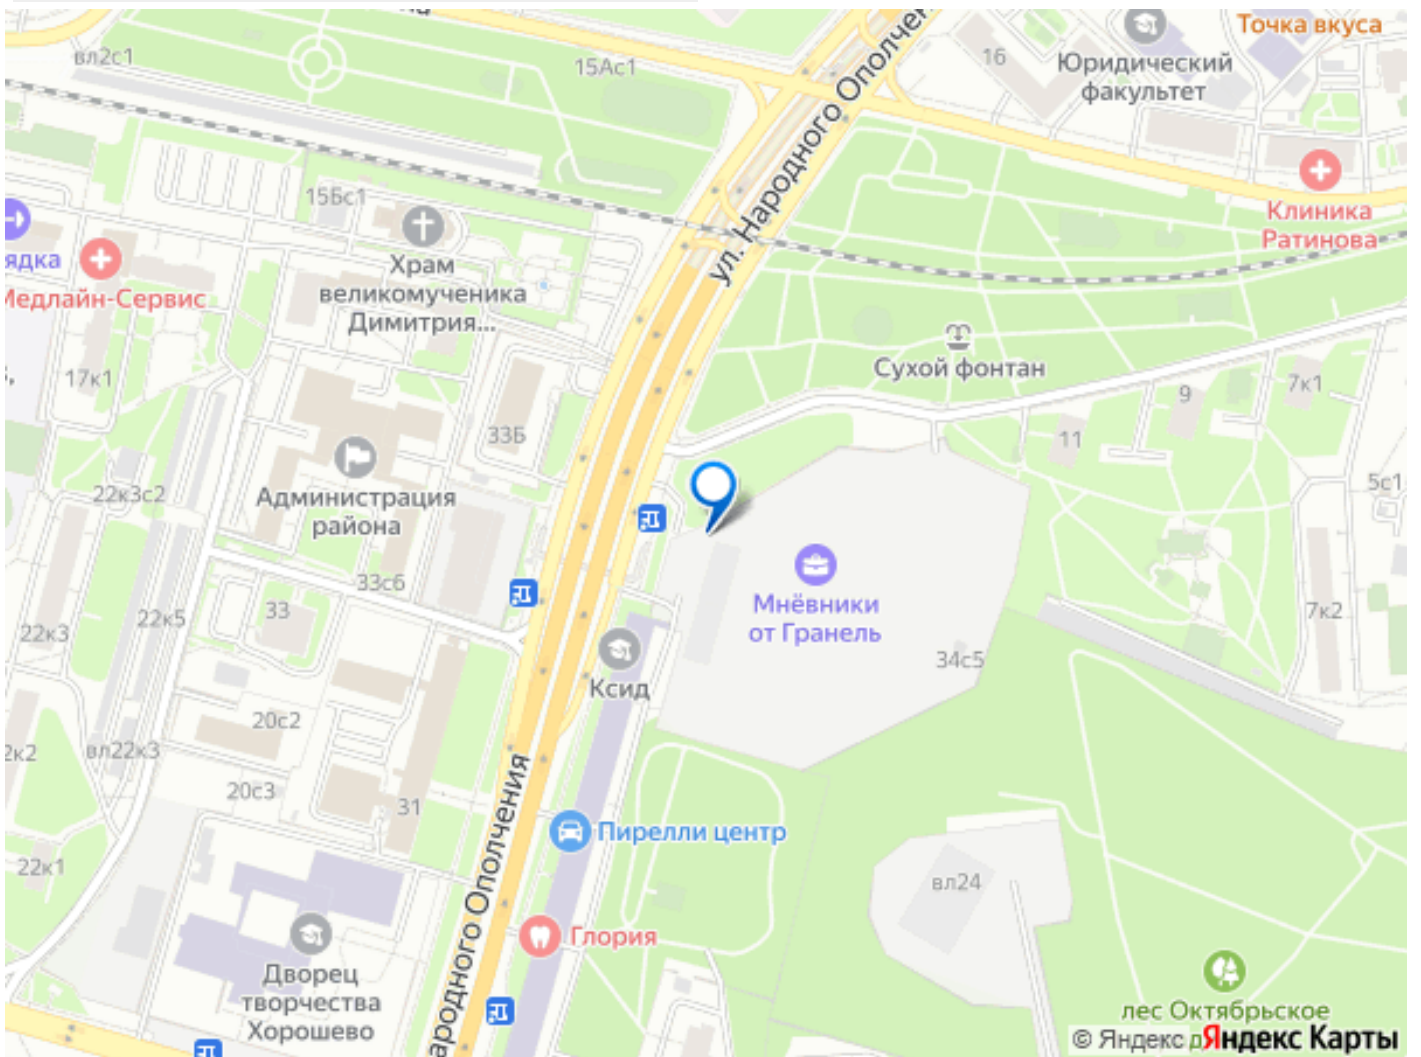 Точка вкуса
вл2с1
15Ас1
16
Юридический
факультет
ул. Народного Ополчен
15Бс1
Клиника
Ратинова
ядка
Медлайн-Сервис
Храм
великомученика
Димитрия...
17к1
Сухой фонтан
7к1
9
11
33Б
22к3с2
Администрация
района
5с1
33с6
33
22к3
22к5
Мнёвники
от Гранель
7к2
34с5
Ксид
20с2
2к2
вл22к3
20с3
31
ародного Ополчения
Пирелли центр
22к1
вл24
Глория
Дворец
творчества
Хорошево
лес Октябрьское
© Яндекс
Яндекс Карты